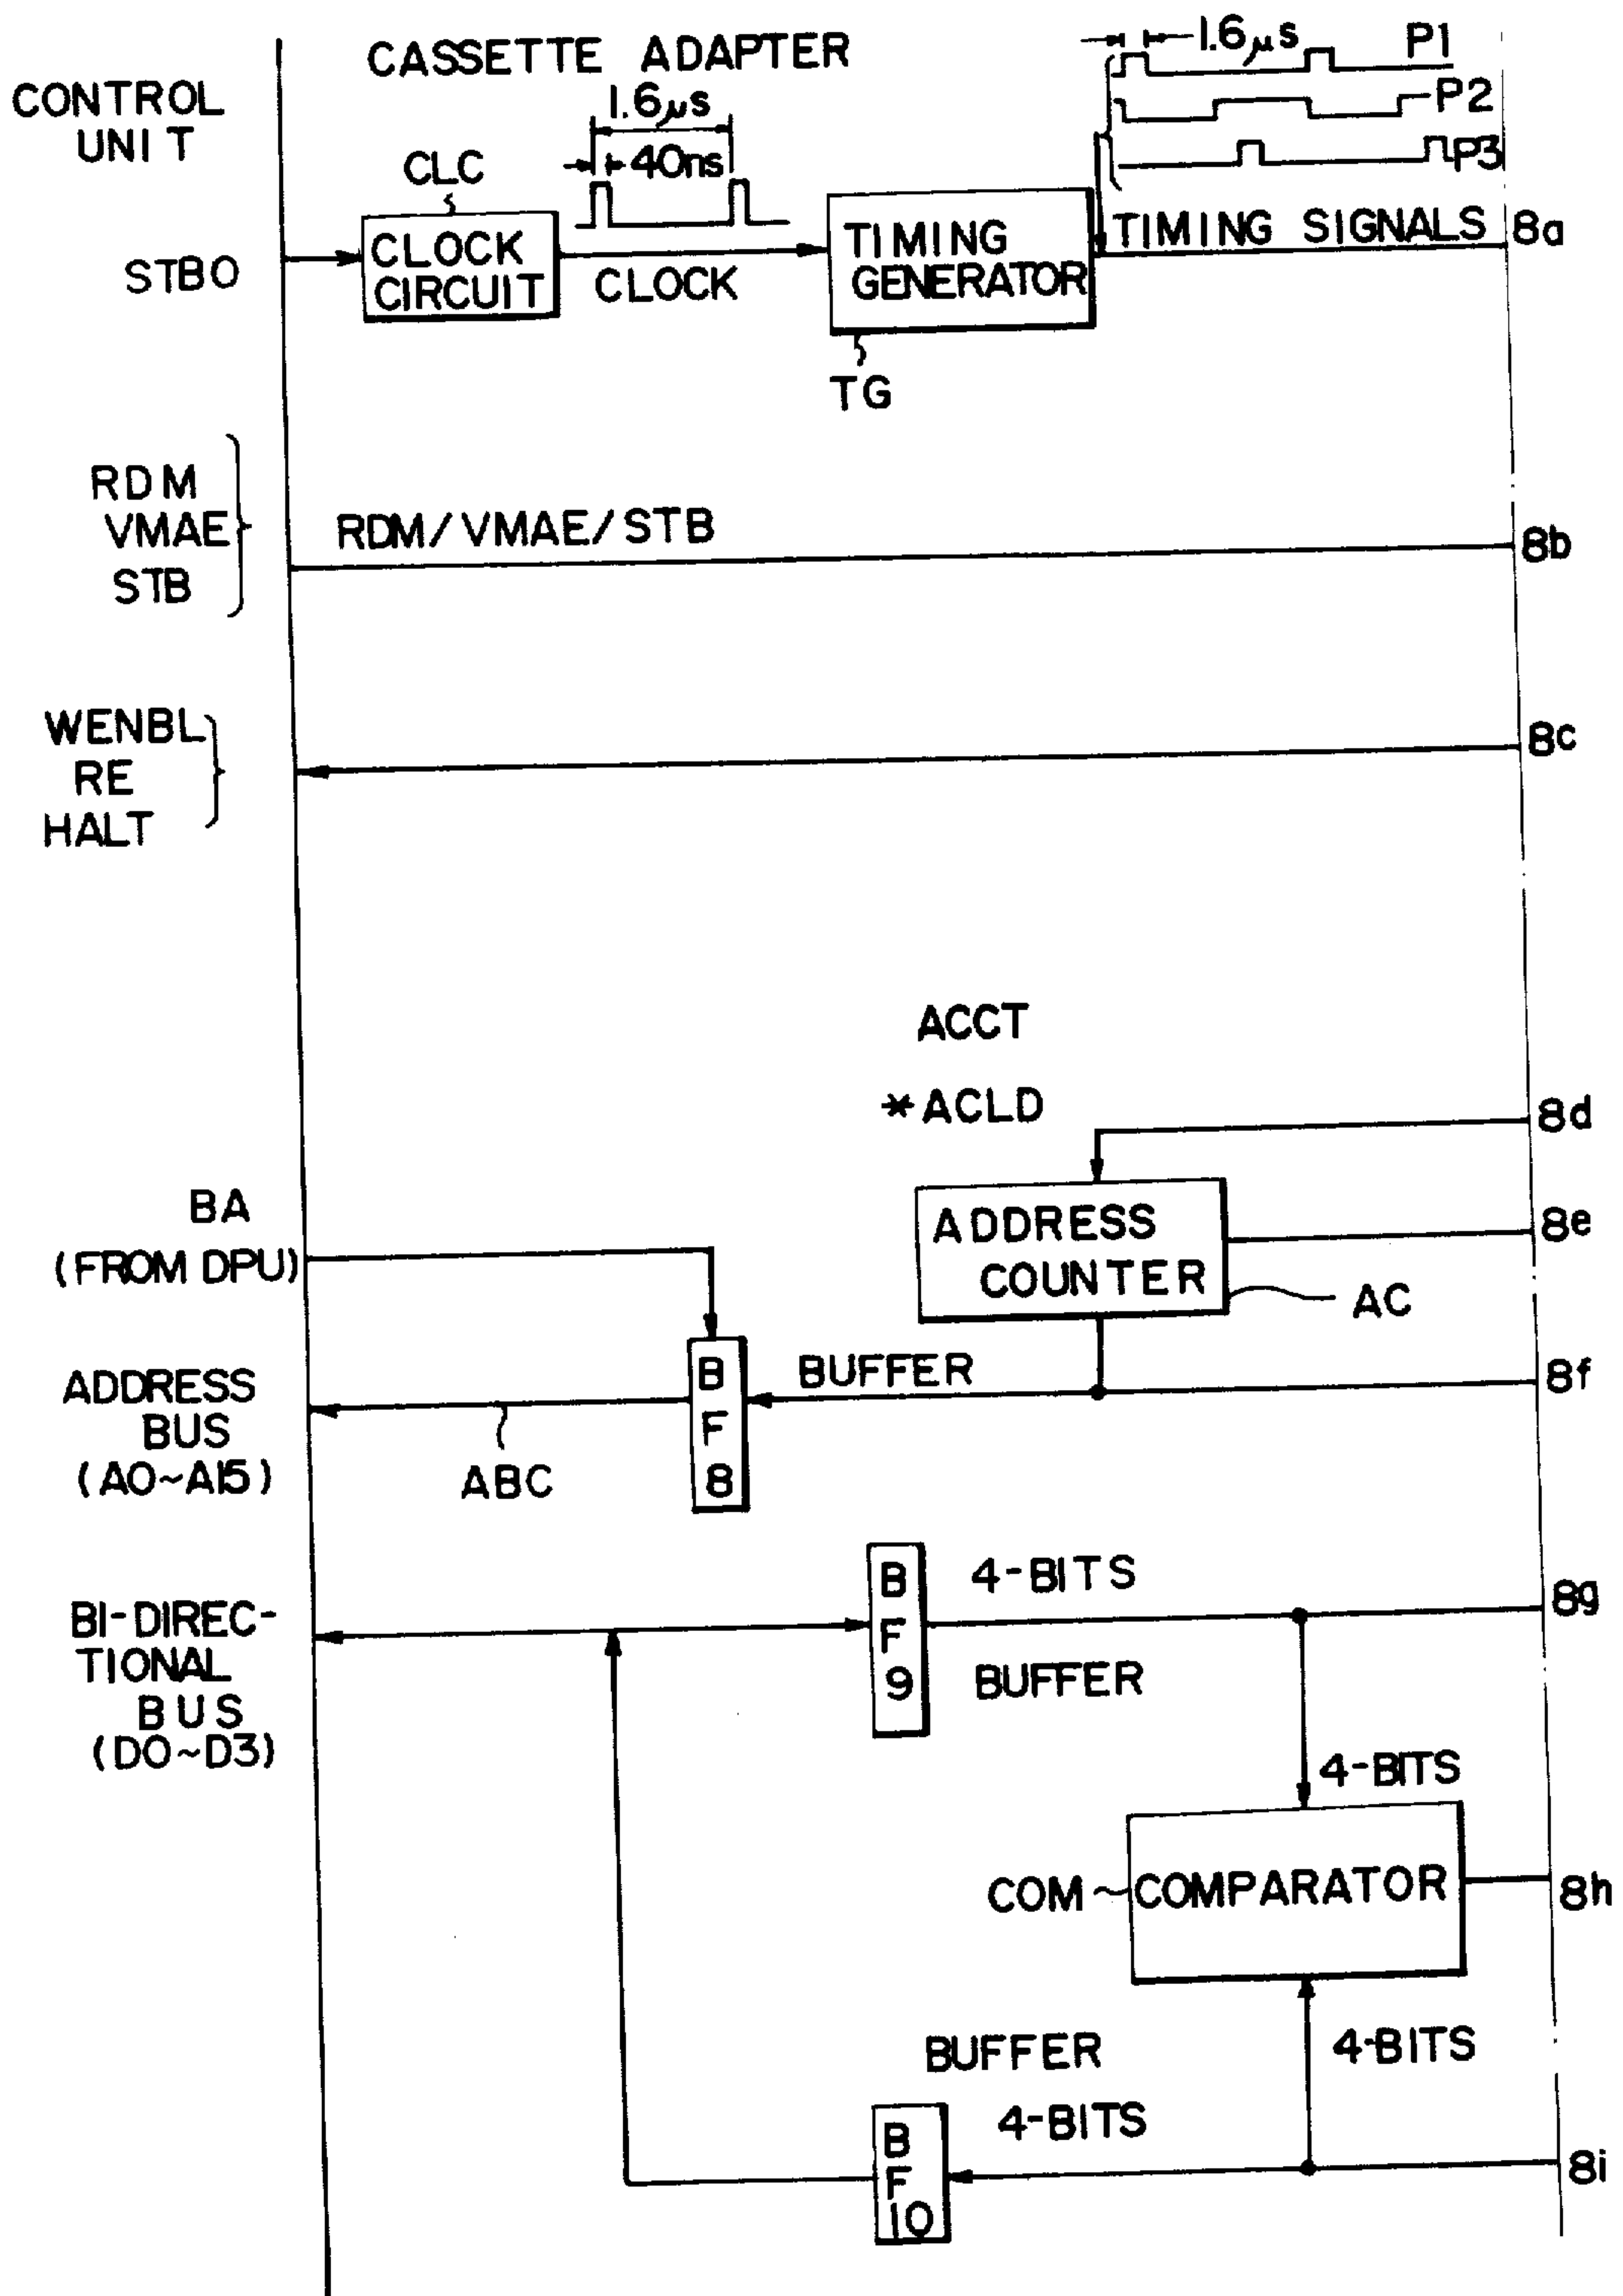 CASSETTE ADAPTER
CONTROL
UNIT
1.6μs
40ns
1.6μs
P1
P2
P3
CLC
STBO
CLOCK
CIRCUIT
CLOCK
TIMING
GENERATOR
TG
TIMING SIGNALS
8a
RDM
VMAE
STB
RDM/VMAE/STB
8b
WENBL
RE
HALT
8c
ACCT
*ACLD
8d
BA
(FROM DPU)
ADDRESS
COUNTER
8e
AC
ADDRESS
BUS
(A0~A15)
ABC
B
F
8
BUFFER
8f
BI-DIREC-
TIONAL
BUS
(D0~D3)
B
F
9
4-BITS
BUFFER
8g
4-BITS
COM
COMPARATOR
8h
BUFFER
4-BITS
4-BITS
B
F
10
8i